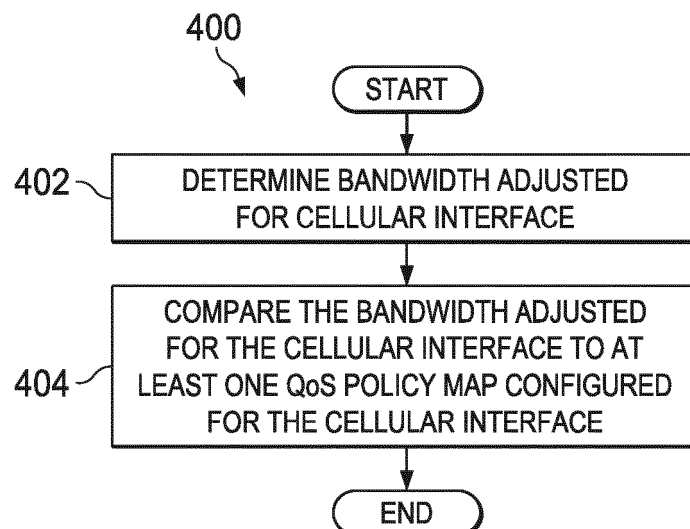 400
START
402
DETERMINE BANDWIDTH ADJUSTED
FOR CELLULAR INTERFACE
COMPARE THE BANDWIDTH ADJUSTED
FOR THE CELLULAR INTERFACE TO AT
404
LEAST ONE QoS POLICY MAP CONFIGURED
FOR THE CELLULAR INTERFACE
END